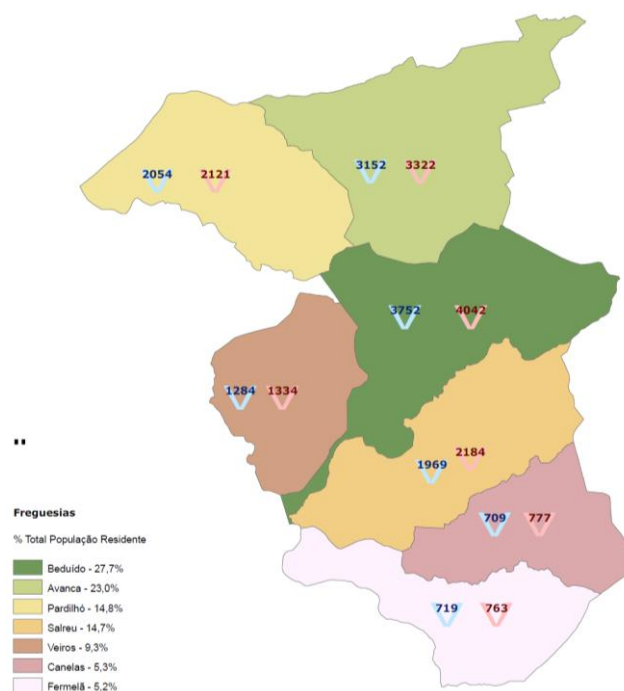 2054
2121
3152
3322
3752
4042
1284
1334
1969
2184
709
777
719
763
Freguesias
% Total População Residente
Beduído - 27,7%
Avanca - 23,0%
Pardilhó - 14,8%
Salreu - 14,7%
Veiros - 9,3%
Canelas - 5,3%
Fermelã - 5,2%